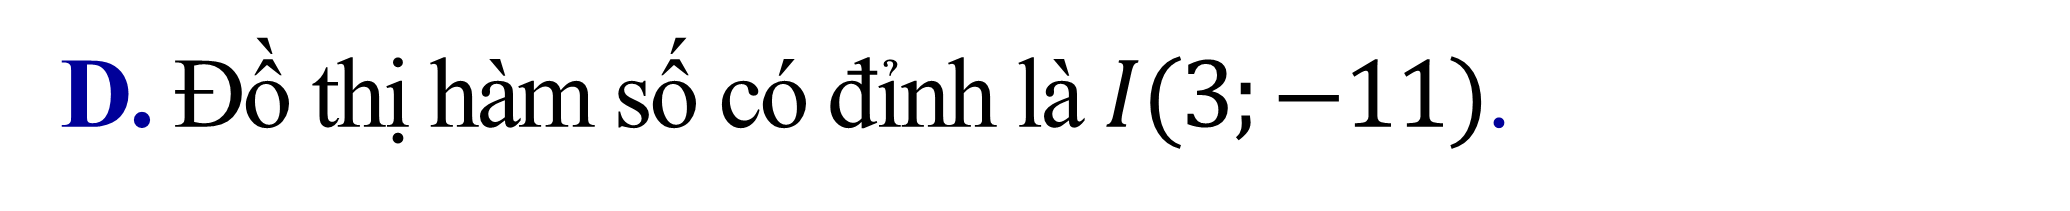 D. Đồ thị hàm số có đỉnh là I(3; −11).